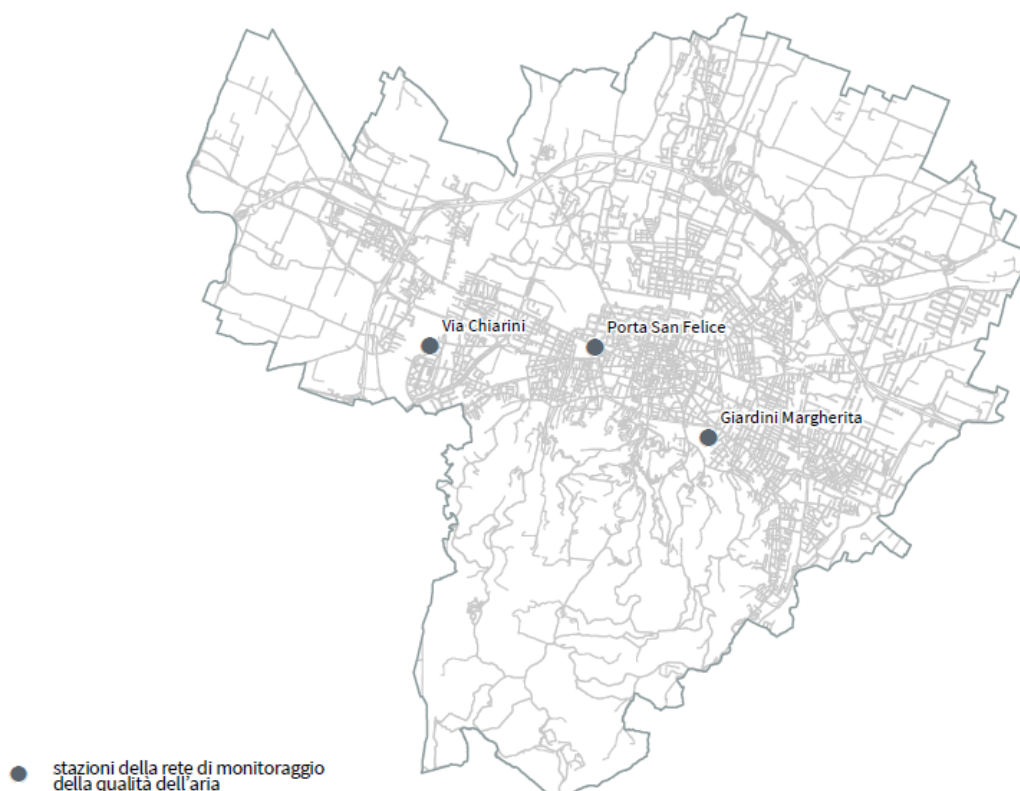 Via Chiarini
Porta San Felice
Giardini Margherita
stazioni della rete di monitoraggio
della qualità dell'aria